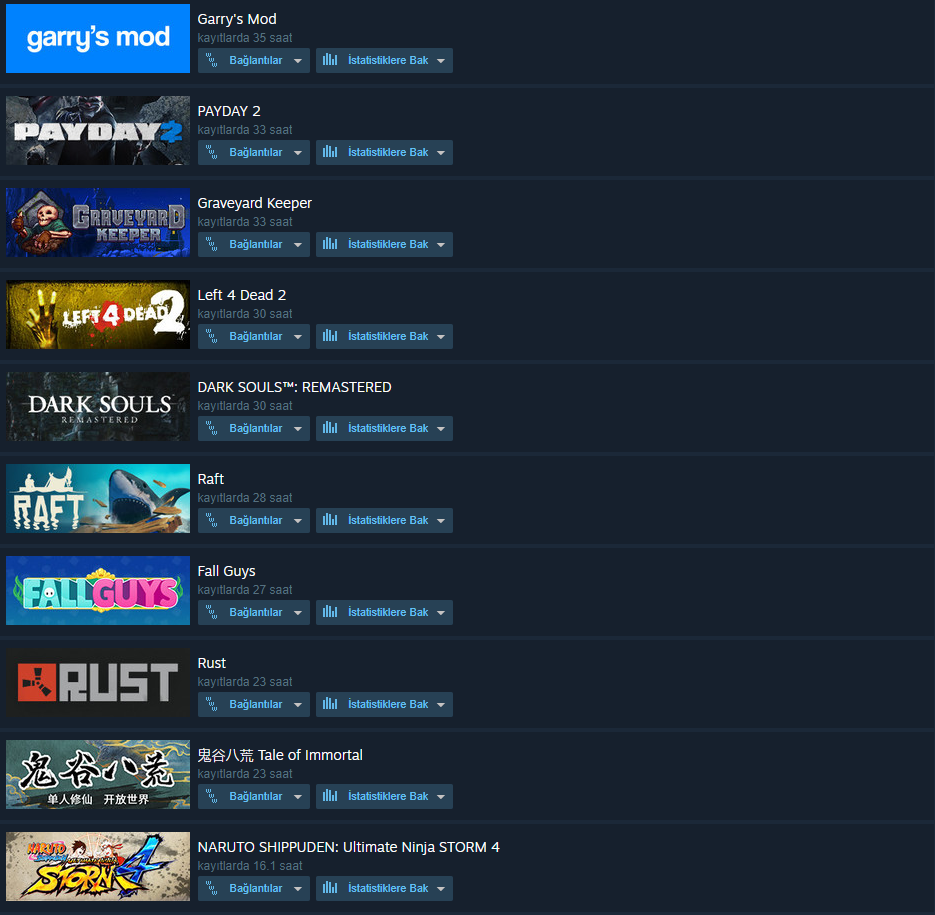 garry's mod
Garry's Mod
kayıtlarda 35 saat
Bağlantılar
İstatistiklere Bak
PAYDAY 2
PAYDAY 2
kayıtlarda 33 saat
Bağlantılar
İstatistiklere Bak
GRAVEYARD
KEEPER
Graveyard Keeper
kayıtlarda 33 saat
Bağlantılar
İstatistiklere Bak
LEFT 4 DEAD 2
Left 4 Dead 2
kayıtlarda 30 saat
Bağlantılar
İstatistiklere Bak
DARK SOULS
REMASTERED
DARK SOULS™: REMASTERED
kayıtlarda 30 saat
Bağlantılar
İstatistiklere Bak
RAFT
Raft
kayıtlarda 28 saat
Bağlantılar
İstatistiklere Bak
FALL GUYS
Fall Guys
kayıtlarda 27 saat
Bağlantılar
İstatistiklere Bak
RUST
Rust
kayıtlarda 23 saat
Bağlantılar
İstatistiklere Bak
鬼谷八荒
单人修仙 开放世界
鬼谷八荒 Tale of Immortal
kayıtlarda 23 saat
Bağlantılar
İstatistiklere Bak
NARUTO
SHIPPUDEN
ULTIMATE NINJA
STORM 4
NARUTO SHIPPUDEN: Ultimate Ninja STORM 4
kayıtlarda 16.1 saat
Bağlantılar
İstatistiklere Bak